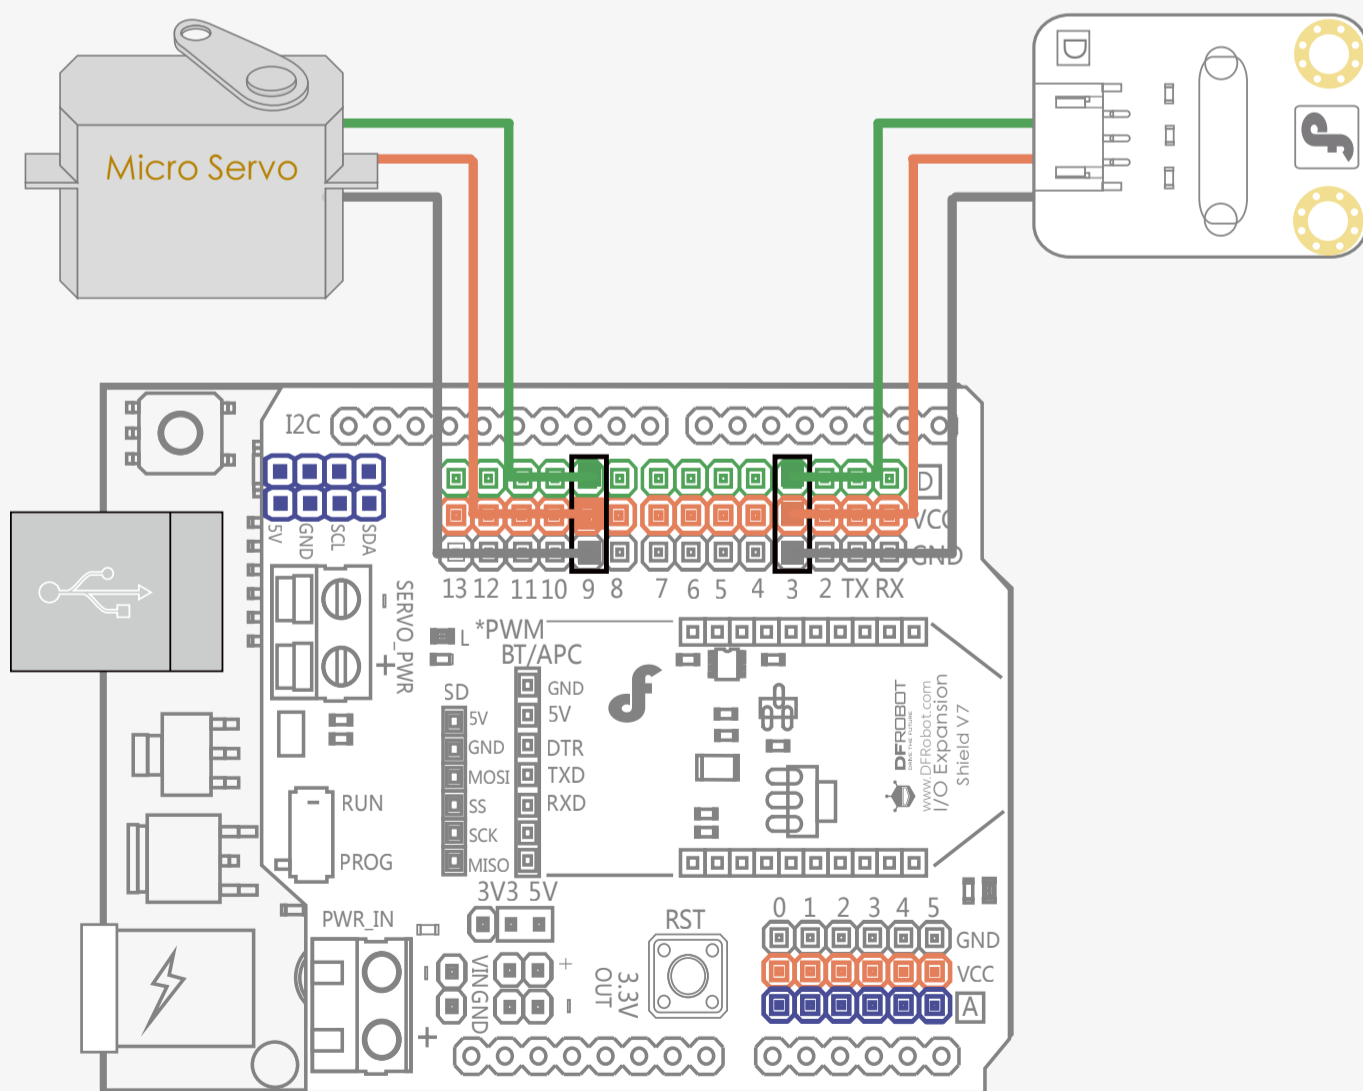 D
Micro Servo
I2C
D
VCC
GND
5V
GND
SCL
SDA
13 12 11 10 9 8 7 6 5 4 3 2 TX RX
SERVO_PWR
-
+
L
*PWM
BT/APC
GND
5V
DTR
TXD
RXD
SD
5V
GND
MOSI
SS
SCK
MISO
DFROBOT
DRIVE THE FUTURE
www.DFRobot.com
I/O Expansion
Shield V7
RUN
PROG
3V3 5V
PWR_IN
-
+
VIN
GND
+
-
3.3V
OUT
RST
0 1 2 3 4 5
GND
VCC
A